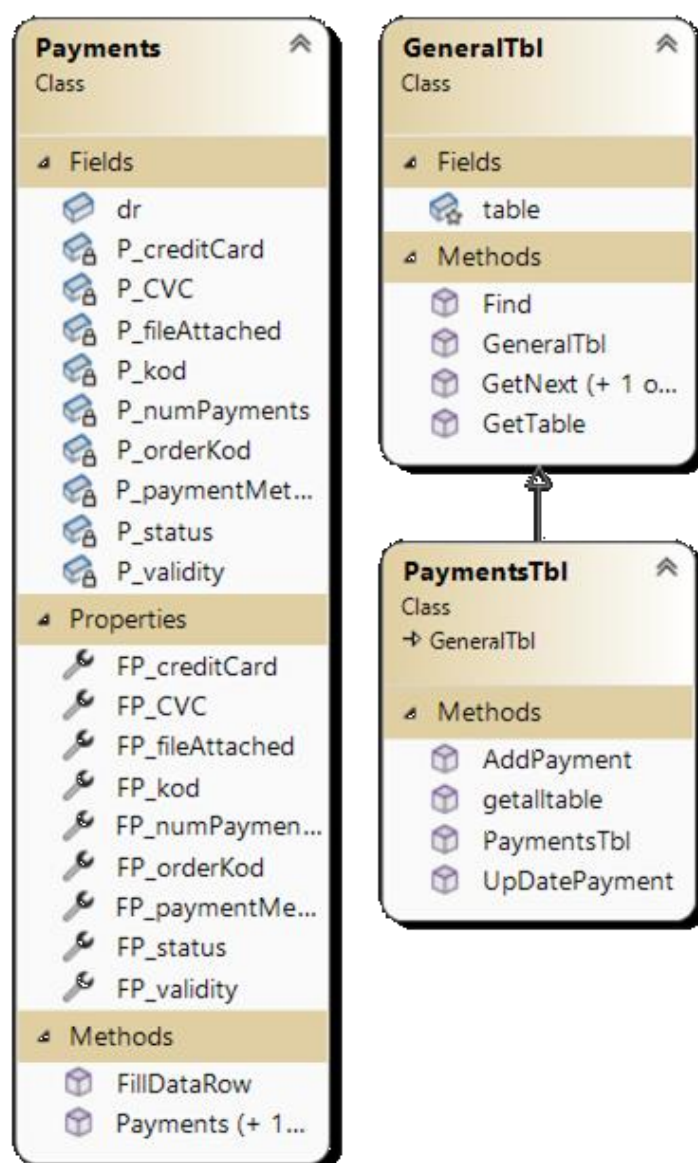 Payments
Class
Fields
dr
P_creditCard
P_CVC
P_fileAttached
P_kod
P_numPayments
P_orderKod
P_paymentMet...
P_status
P_validity
Properties
FP_creditCard
FP_CVC
FP_fileAttached
FP_kod
FP_numPaymen...
FP_orderKod
FP_paymentMe...
FP_status
FP_validity
Methods
FillDataRow
Payments (+ 1...
GeneralTbl
Class
Fields
table
Methods
Find
GeneralTbl
GetNext (+ 1 o...
GetTable
PaymentsTbl
Class
GeneralTbl
Methods
AddPayment
getalltable
PaymentsTbl
UpDatePayment